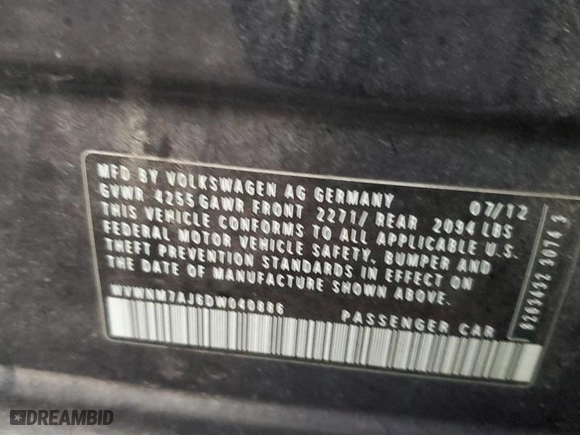 MFD BY VOLKSWAGEN AG GERMANY 07/12
GVWR 4255 GAWR FRONT 2271/ REAR 2094 LBS
THIS VEHICLE CONFORMS TO ALL APPLICABLE U.S.
FEDERAL MOTOR VEHICLE SAFETY, BUMPER AND
THEFT PREVENTION STANDARDS IN EFFECT ON
THE DATE OF MANUFACTURE SHOWN ABOVE
WVWNM7AJ6DW040886
PASSENGER CAR
DREAMBID